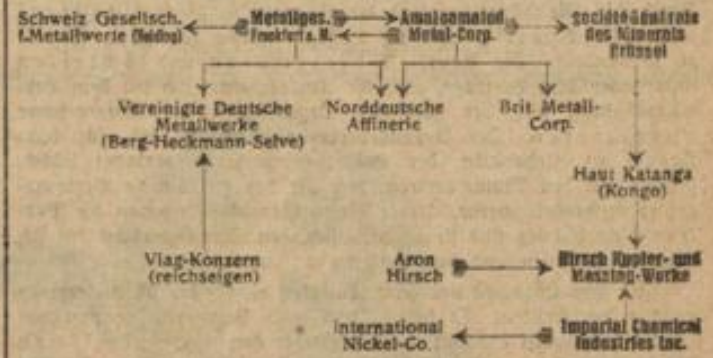 Schweiz Gesellsch.
f. Metallwerte (Holding)
Metallges.
Frankfurt a. M.
Amalgamated
Metal-Corp.
Société Générale
des Minerais
Brüssel
Vereinigte Deutsche
Metallwerke
(Berg-Heckmann-Selve)
Norddeutsche
Affinerie
Brit. Metall-
Corp.
Haut Katanga
(Kongo)
Viag-Konzern
(reichseigen)
Aron
Hirsch
Hirsch Kupfer- und
Messing-Werke
International
Nickel-Co.
Imperial Chemical
Industries Inc.